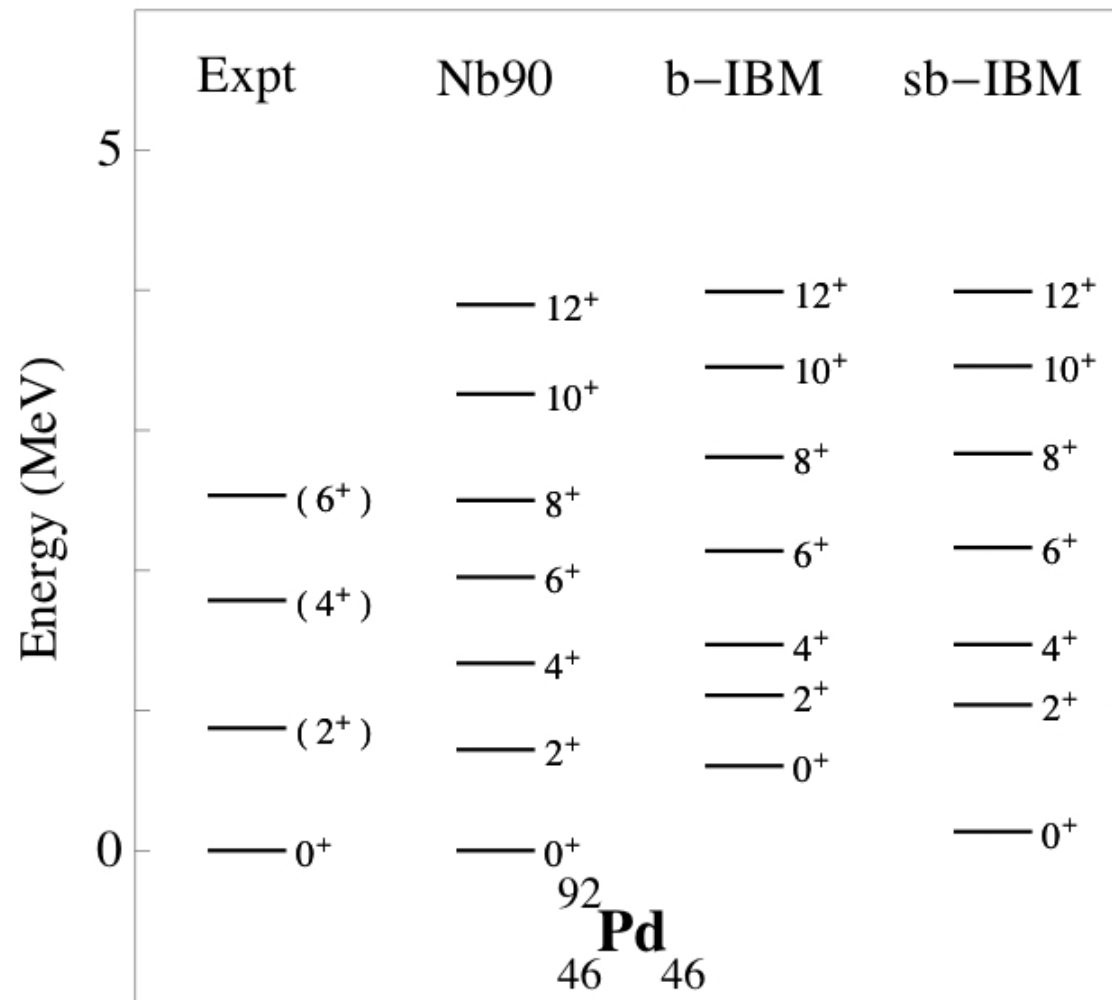 Expt Nb90 b−IBM sb−IBM
5
12⁺ 12⁺ 12⁺
10⁺ 10⁺ 10⁺
8⁺ 8⁺
( 6⁺ ) 8⁺
6⁺ 6⁺ 6⁺
( 4⁺ )
4⁺ 4⁺ 4⁺
( 2⁺ ) 2⁺ 2⁺ 2⁺
0⁺
0⁺
0 0⁺ 0⁺
Energy (MeV)
92
Pd
46 46